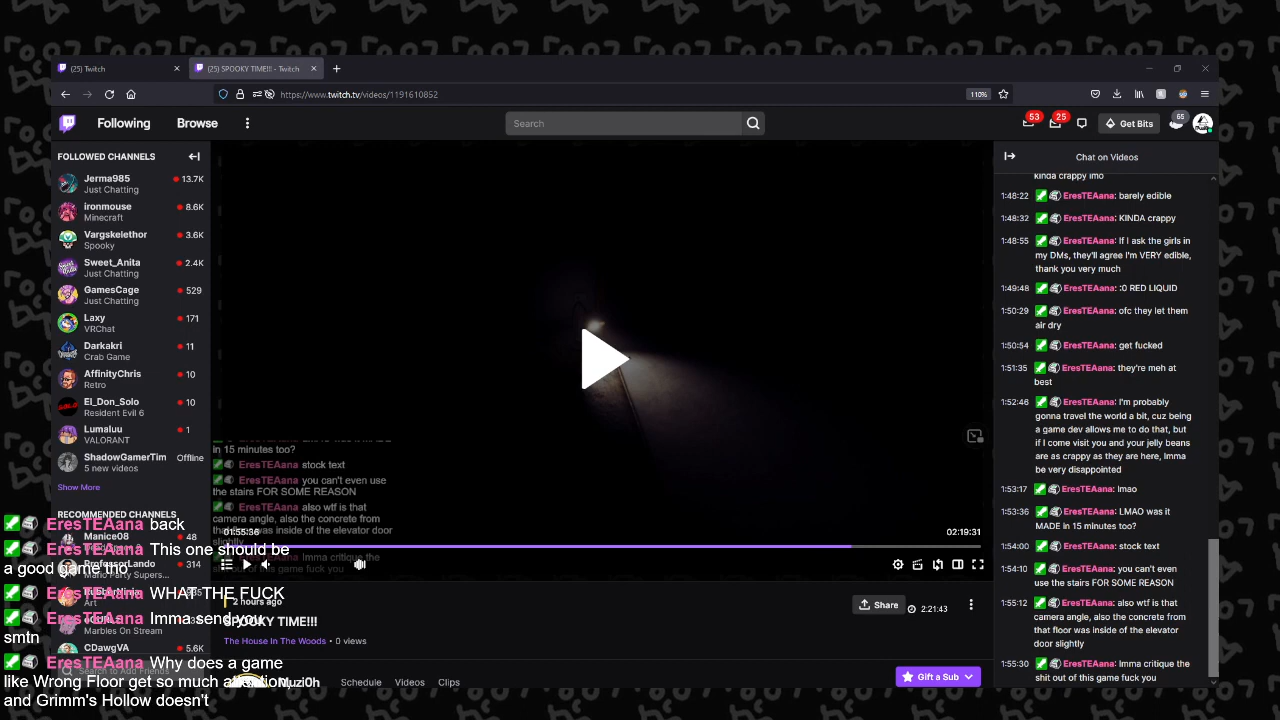 (25) Twitch
(25) SPOOKY TIME!!! - Twitch
https://www.twitch.tv/videos/1191610852
110%
Following
Browse
Search
53
25
Get Bits
65
FOLLOWED CHANNELS
Jerma985
13.7K
Just Chatting
ironmouse
8.6K
Minecraft
Vargskelethor
3.6K
Spooky
Sweet_Anita
2.4K
Just Chatting
GamesCage
529
Just Chatting
Laxy
171
VRChat
Darkakri
11
Crab Game
AffinityChris
10
Retro
El_Don_Solo
10
Resident Evil 6
Lumaluu
1
VALORANT
ShadowGamerTim
Offline
5 new videos
Show More
RECOMMENDED CHANNELS
Manice08
48
ProfessorLando
314
Mario Party Supers...
Art
Marbles On Stream
CDawgVA
5.6K
Search to Add Friends
EresTEAana back
EresTEAana This one should be
a good game tho
EresTEAana WHAT THE FUCK
EresTEAana Imma send you
smtn
EresTEAana Why does a game
like Wrong Floor get so much attention
and Grimm's Hollow doesn't
in 15 minutes too?
EresTEAana stock text
EresTEAana you can't even use
the stairs FOR SOME REASON
EresTEAana also wtf is that
camera angle, also the concrete from
that floor was inside of the elevator door
slightly
EresTEAana Imma critique the
shit out of this game fuck you
01:55:36
02:19:31
2 hours ago
Share
2:21:43
SPOOKY TIME!!!
The House In The Woods • 0 views
Muzi0h
Schedule
Videos
Clips
Gift a Sub
Chat on Videos
kinda crappy imo
1:48:22 EresTEAana: barely edible
1:48:32 EresTEAana: KINDA crappy
1:48:55 EresTEAana: If I ask the girls in
my DMs, they'll agree I'm VERY edible,
thank you very much
1:49:48 EresTEAana: :0 RED LIQUID
1:50:29 EresTEAana: ofc they let them
air dry
1:50:54 EresTEAana: get fucked
1:51:35 EresTEAana: they're meh at
best
1:52:46 EresTEAana: I'm probably
gonna travel the world a bit, cuz being
a game dev allows me to do that, but
if I come visit you and your jelly beans
are as crappy as they are here, Imma
be very disappointed
1:53:17 EresTEAana: lmao
1:53:36 EresTEAana: LMAO was it
MADE in 15 minutes too?
1:54:00 EresTEAana: stock text
1:54:10 EresTEAana: you can't even
use the stairs FOR SOME REASON
1:55:12 EresTEAana: also wtf is that
camera angle, also the concrete from
that floor was inside of the elevator
door slightly
1:55:30 EresTEAana: Imma critique the
shit out of this game fuck you